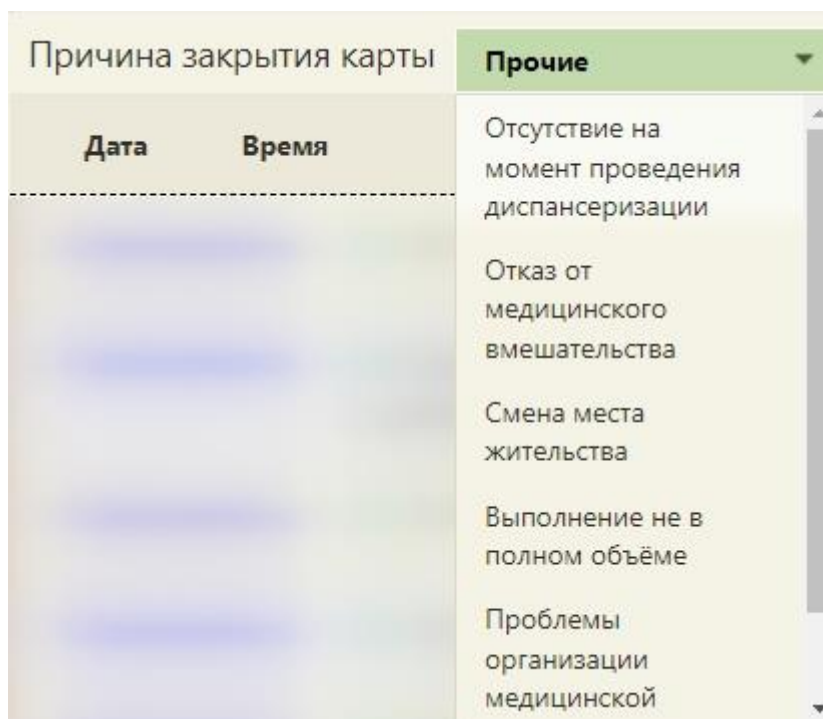 Причина закрытия карты
Прочие
Дата
Время
Отсутствие на
момент проведения
диспансеризации
Отказ от
медицинского
вмешательства
Смена места
жительства
Выполнение не в
полном объёме
Проблемы
организации
медицинской